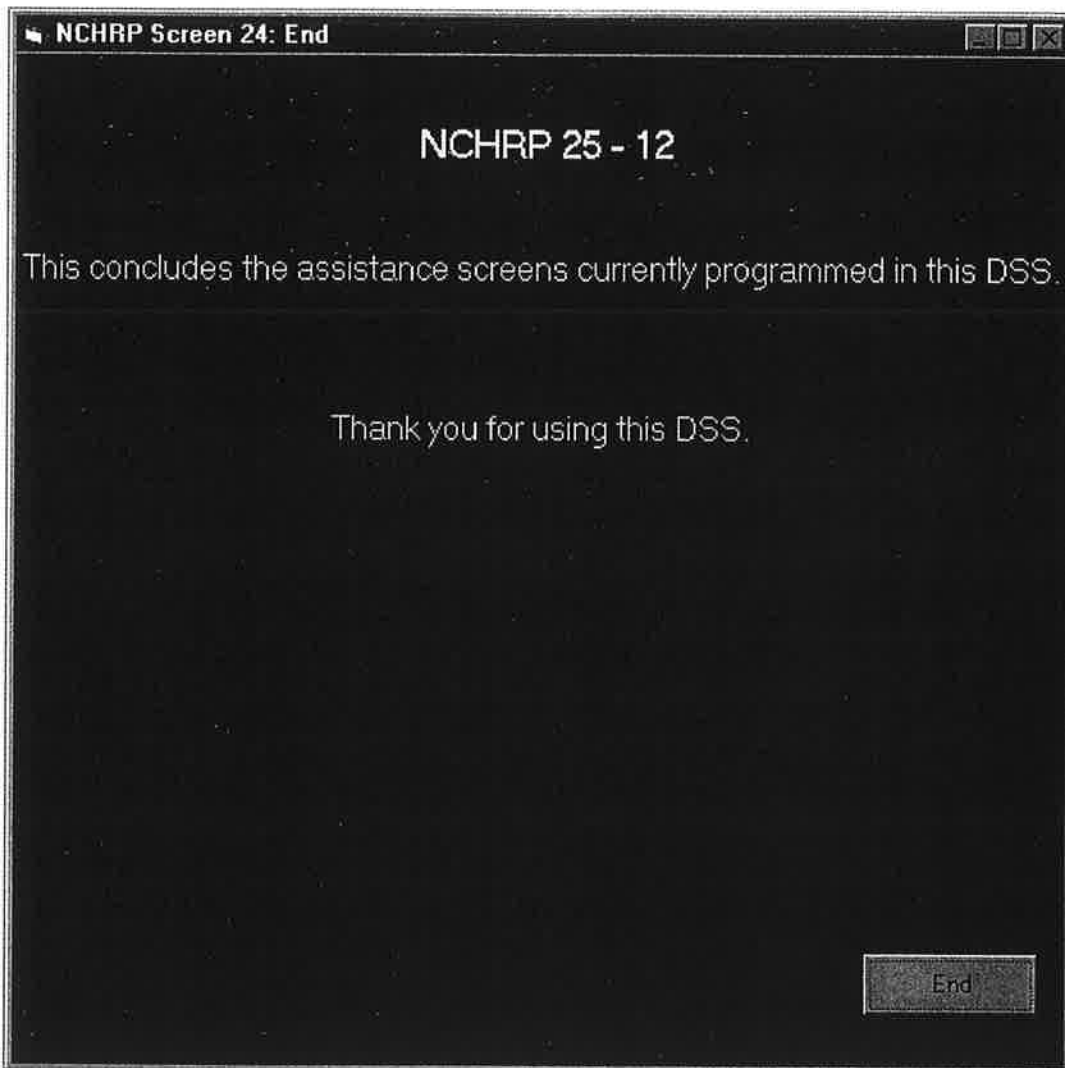 NCHRP Screen 24: End
NCHRP 25 - 12
This concludes the assistance screens currently programmed in this DSS.
Thank you for using this DSS.
End